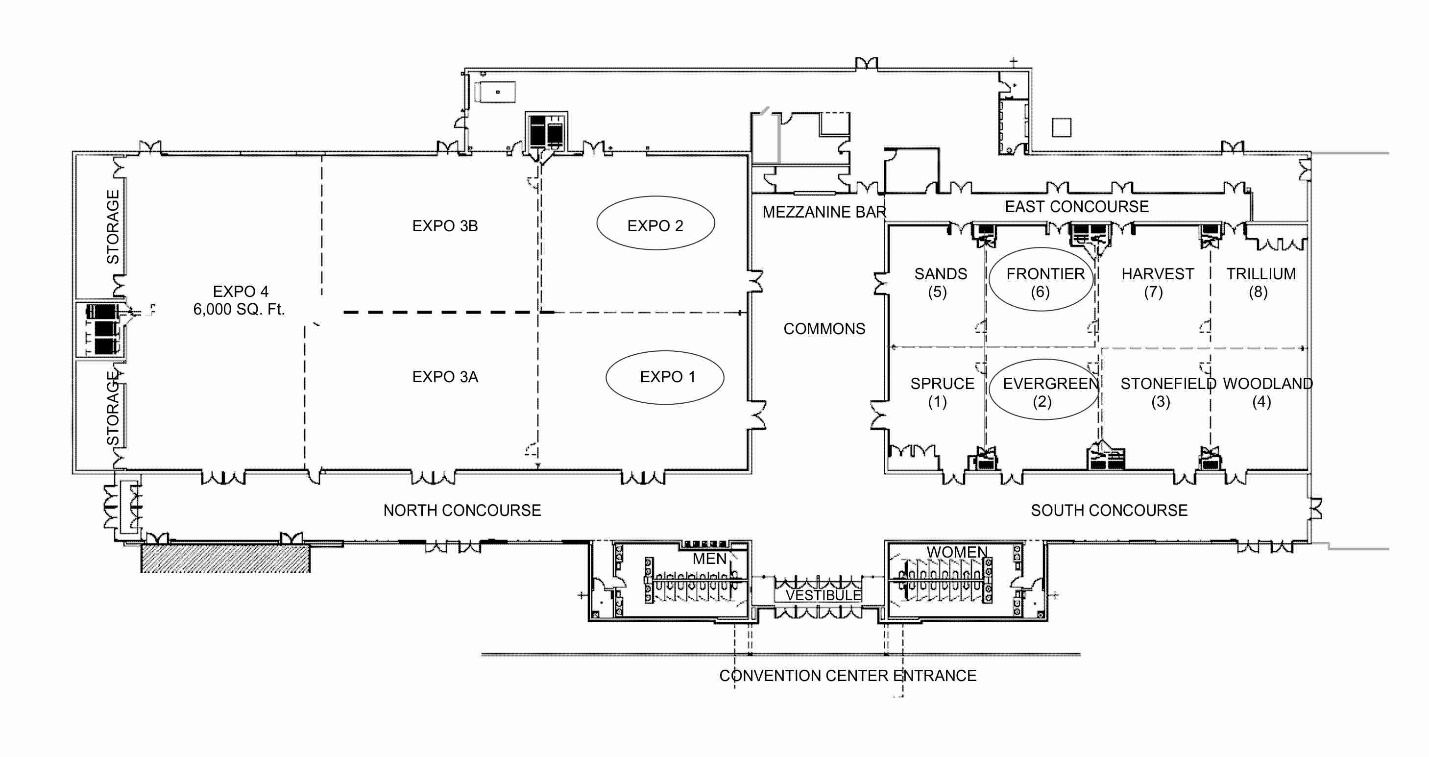 MEZZANINE BAR
EAST CONCOURSE
STORAGE
EXPO 3B
EXPO 2
SANDS
(5)
FRONTIER
(6)
HARVEST
(7)
TRILLIUM
(8)
EXPO 4
6,000 SQ. Ft.
COMMONS
STORAGE
EXPO 3A
EXPO 1
SPRUCE
(1)
EVERGREEN
(2)
STONEFIELD
(3)
WOODLAND
(4)
NORTH CONCOURSE
SOUTH CONCOURSE
MEN
WOMEN
VESTIBULE
CONVENTION CENTER ENTRANCE